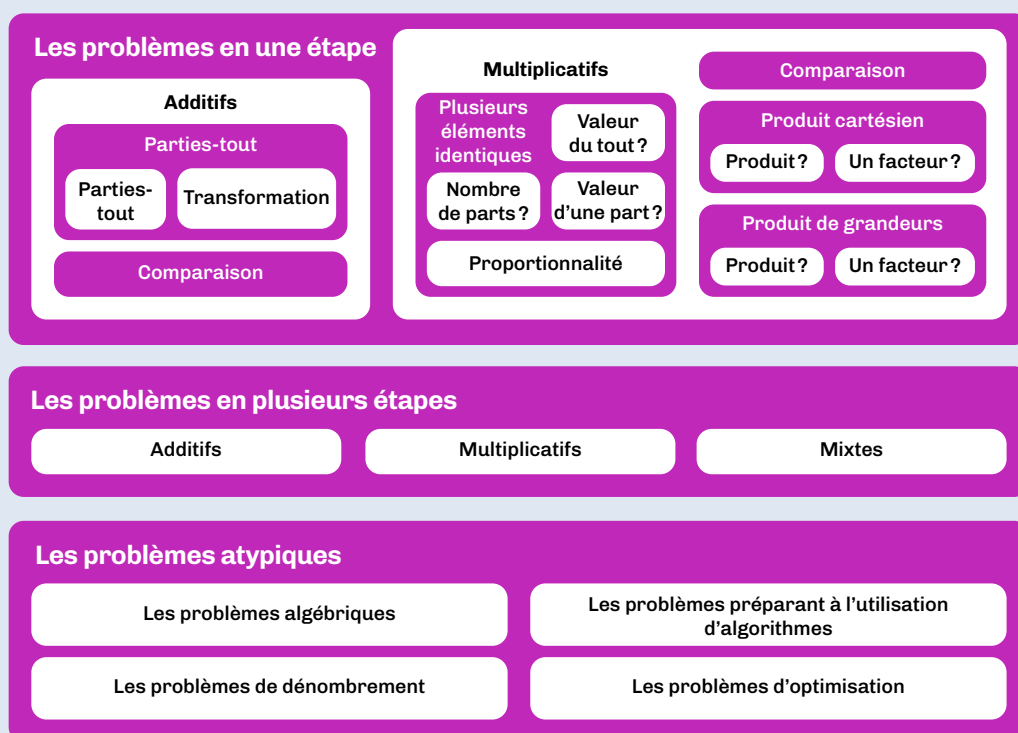 Les problèmes en une étape
Additifs
Parties-tout
Parties-
tout
Transformation
Comparaison
Multiplicatifs
Plusieurs
éléments
identiques
Valeur
du tout ?
Nombre
de parts ?
Valeur
d’une part ?
Proportionnalité
Comparaison
Produit cartésien
Produit ?
Un facteur ?
Produit de grandeurs
Produit ?
Un facteur ?
Les problèmes en plusieurs étapes
Additifs
Multiplicatifs
Mixtes
Les problèmes atypiques
Les problèmes algébriques
Les problèmes préparant à l’utilisation
d’algorithmes
Les problèmes de dénombrement
Les problèmes d’optimisation